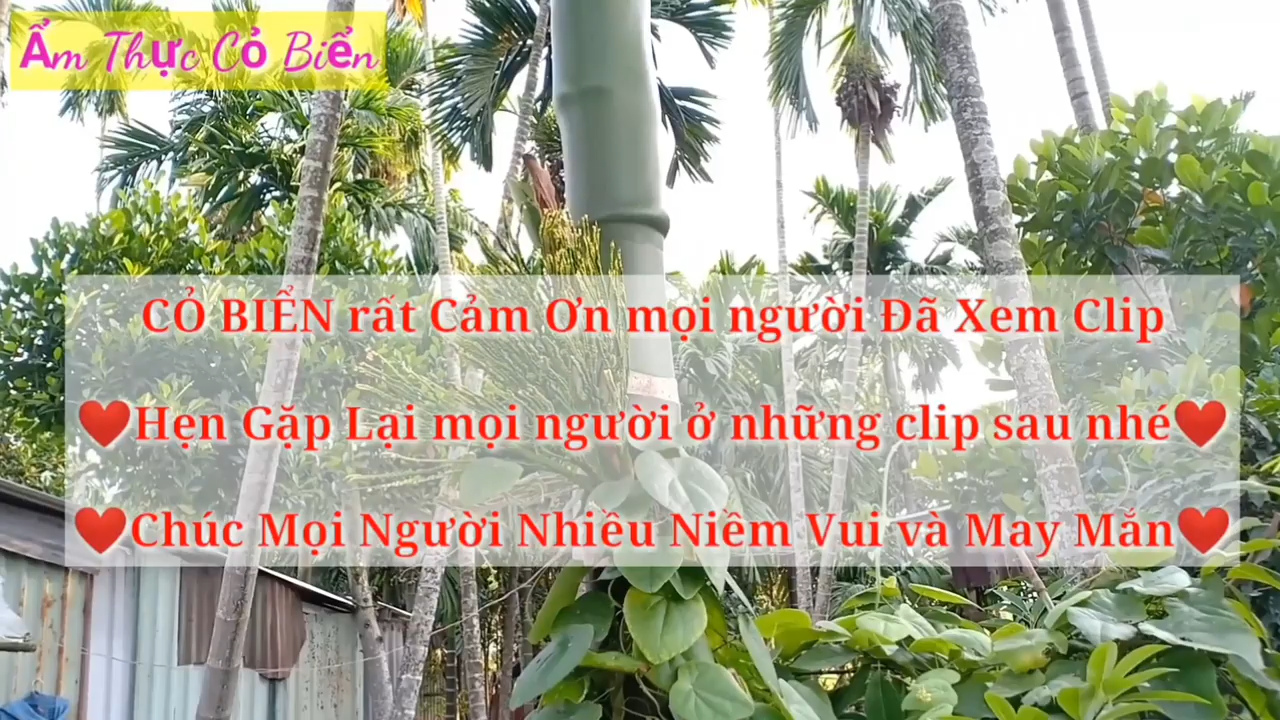 Ẩm Thực Cỏ Biển
CỎ BIỂN rất Cảm Ơn mọi người Đã Xem Clip
❤️Hẹn Gặp Lại mọi người ở những clip sau nhé❤️
❤️Chúc Mọi Người Nhiều Niềm Vui và May Mắn❤️